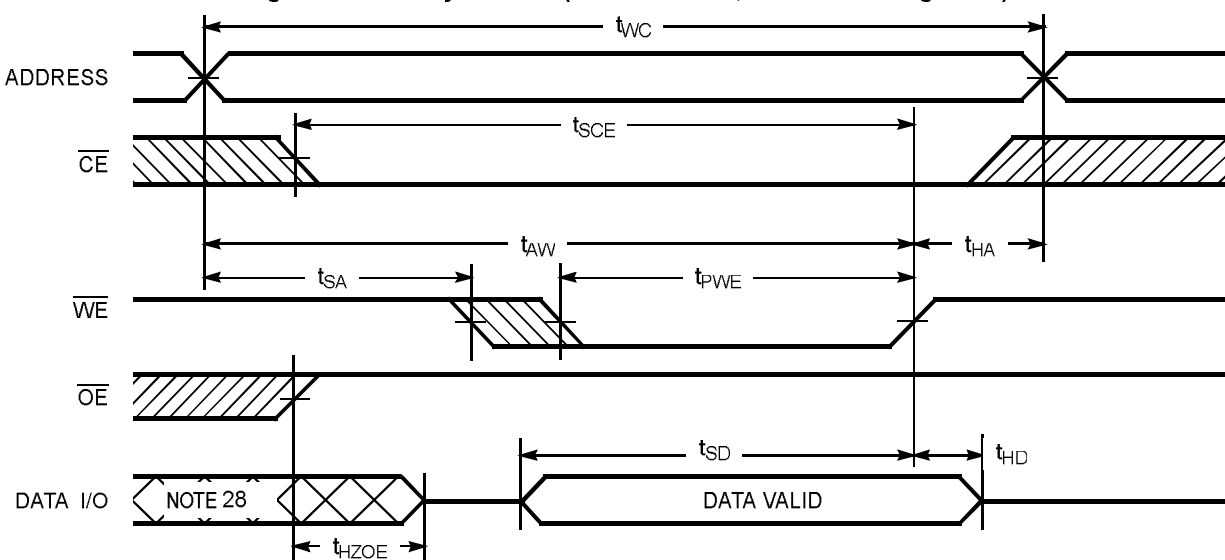 tWC
ADDRESS
tSCE
CE
tAW
tHA
tSA
tPWE
WE
OE
tSD
tHD
DATA I/O
NOTE 28
DATA VALID
tHZOE